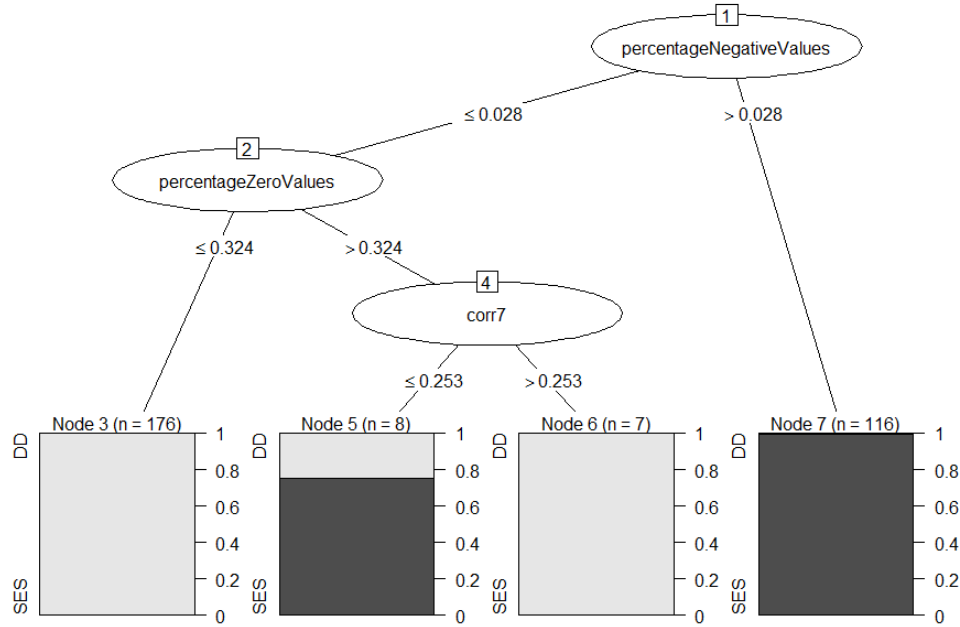 1
percentageNegativeValues
≤ 0.028
> 0.028
2
percentageZeroValues
≤ 0.324
> 0.324
4
corr7
≤ 0.253
> 0.253
Node 3 (n = 176)
DD
SES
1
0.8
0.6
0.4
0.2
0
Node 5 (n = 8)
DD
SES
1
0.8
0.6
0.4
0.2
0
Node 6 (n = 7)
DD
SES
1
0.8
0.6
0.4
0.2
0
Node 7 (n = 116)
DD
SES
1
0.8
0.6
0.4
0.2
0